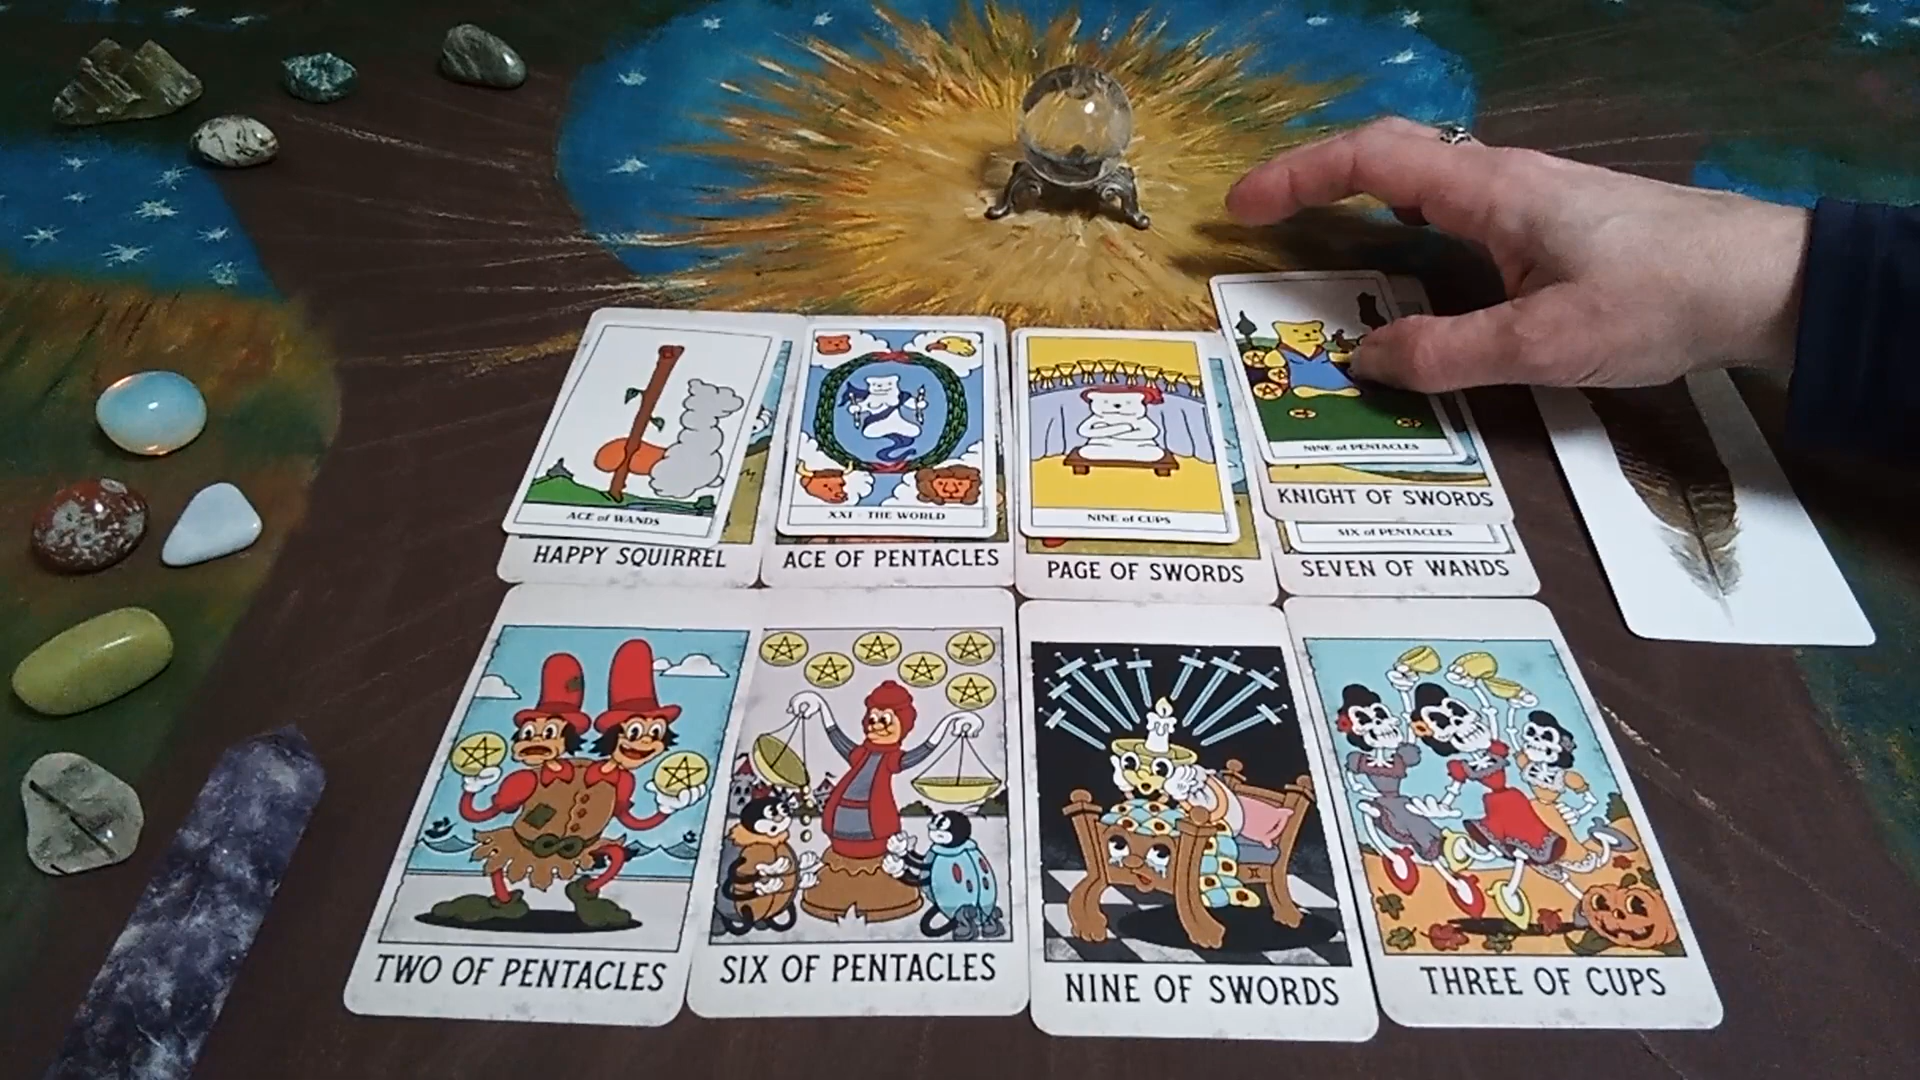 ACE of WANDS
XXI - THE WORLD
NINE of CUPS
NINE of PENTACLES
KNIGHT OF SWORDS
SIX OF PENTACLES
HAPPY SQUIRREL
ACE OF PENTACLES
PAGE OF SWORDS
SEVEN OF WANDS
TWO OF PENTACLES
SIX OF PENTACLES
NINE OF SWORDS
THREE OF CUPS